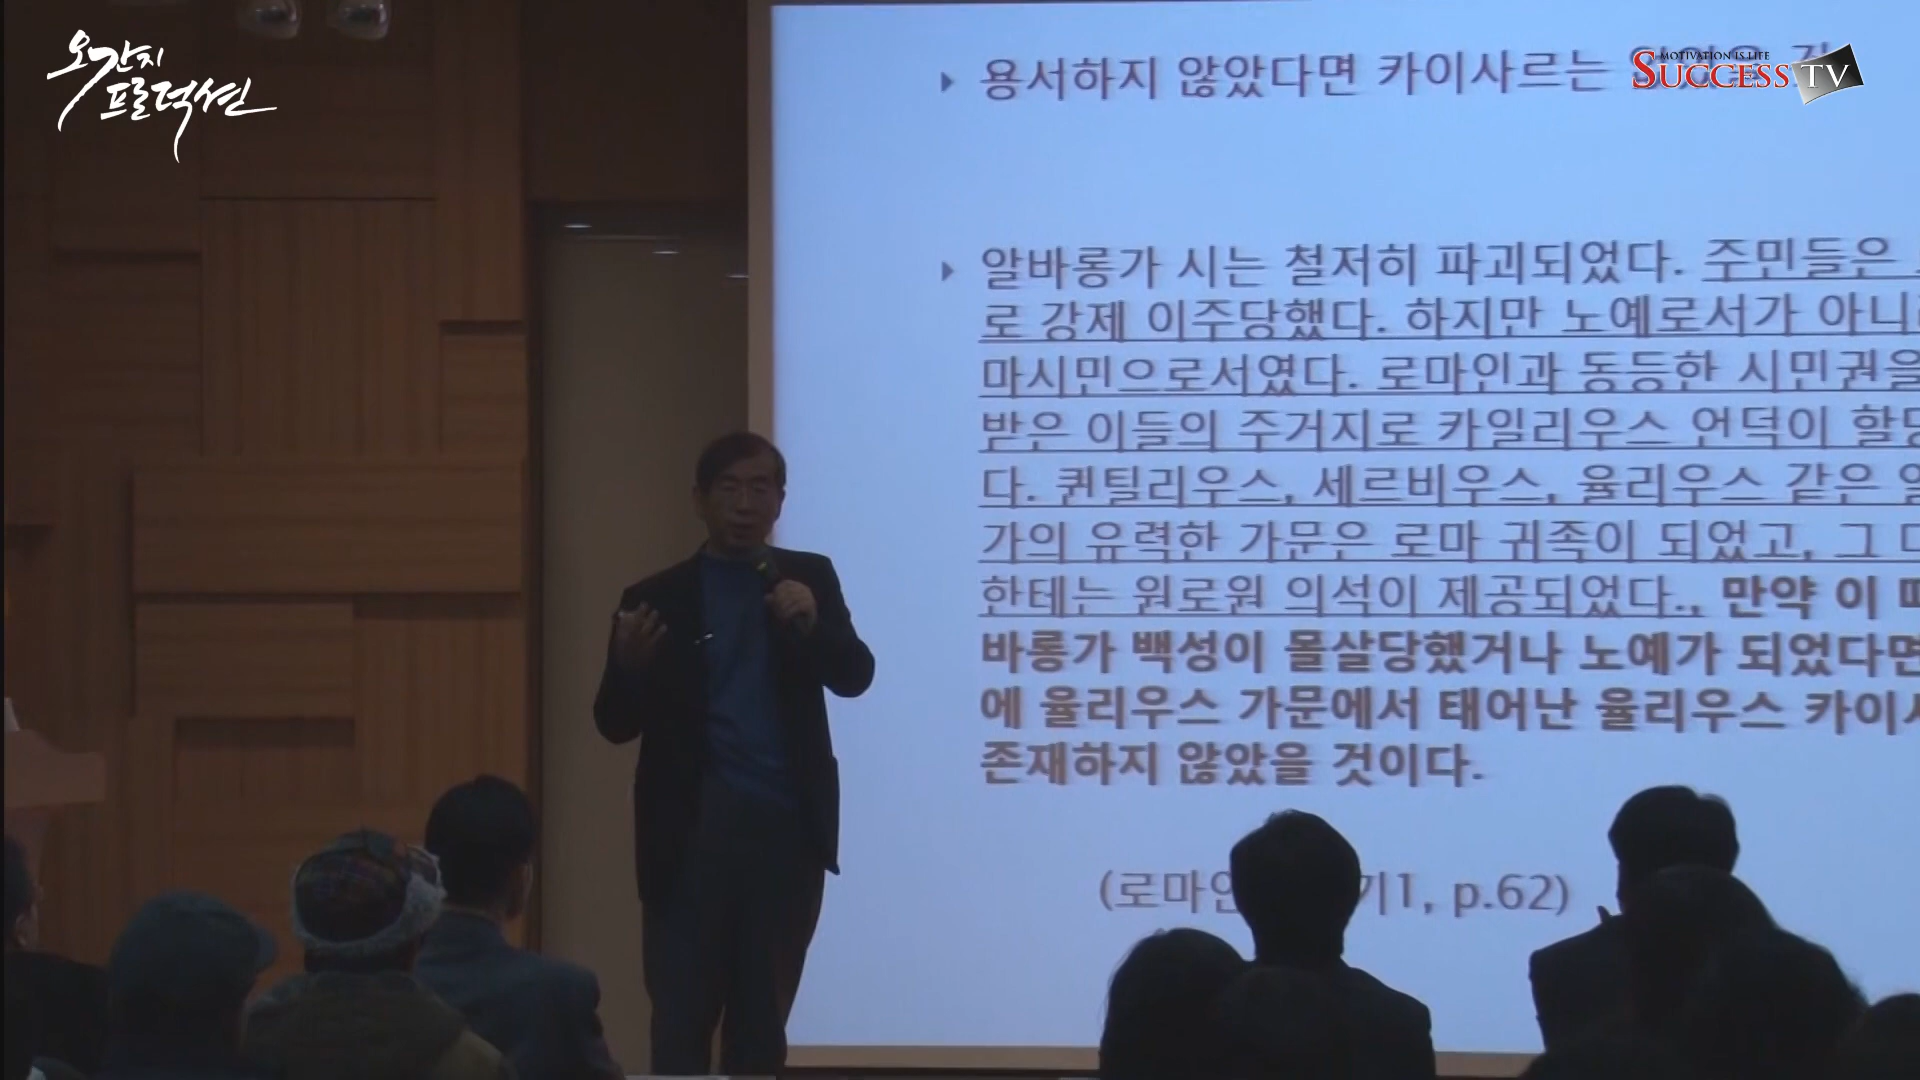 오간지
프로덕션
MOTIVATION IS LIFE
SUCCESS TV
용서하지 않았다면 카이사르는
알바롱가 시는 철저히 파괴되었다. 주민들은
로 강제 이주당했다. 하지만 노예로서가 아니
마시민으로서였다. 로마인과 동등한 시민권을
받은 이들의 주거지로 카일리우스 언덕이
다. 퀸틸리우스, 세르비우스, 율리우스 같은
가의 유력한 가문은 로마 귀족이 되었고, 그
한테는 원로원 의석이 제공되었다., 만약 이
바롱가 백성이 몰살당했거나 노예가 되었다면
에 율리우스 가문에서 태어난 율리우스 카이
존재하지 않았을 것이다.
(로마인 기1, p.62)